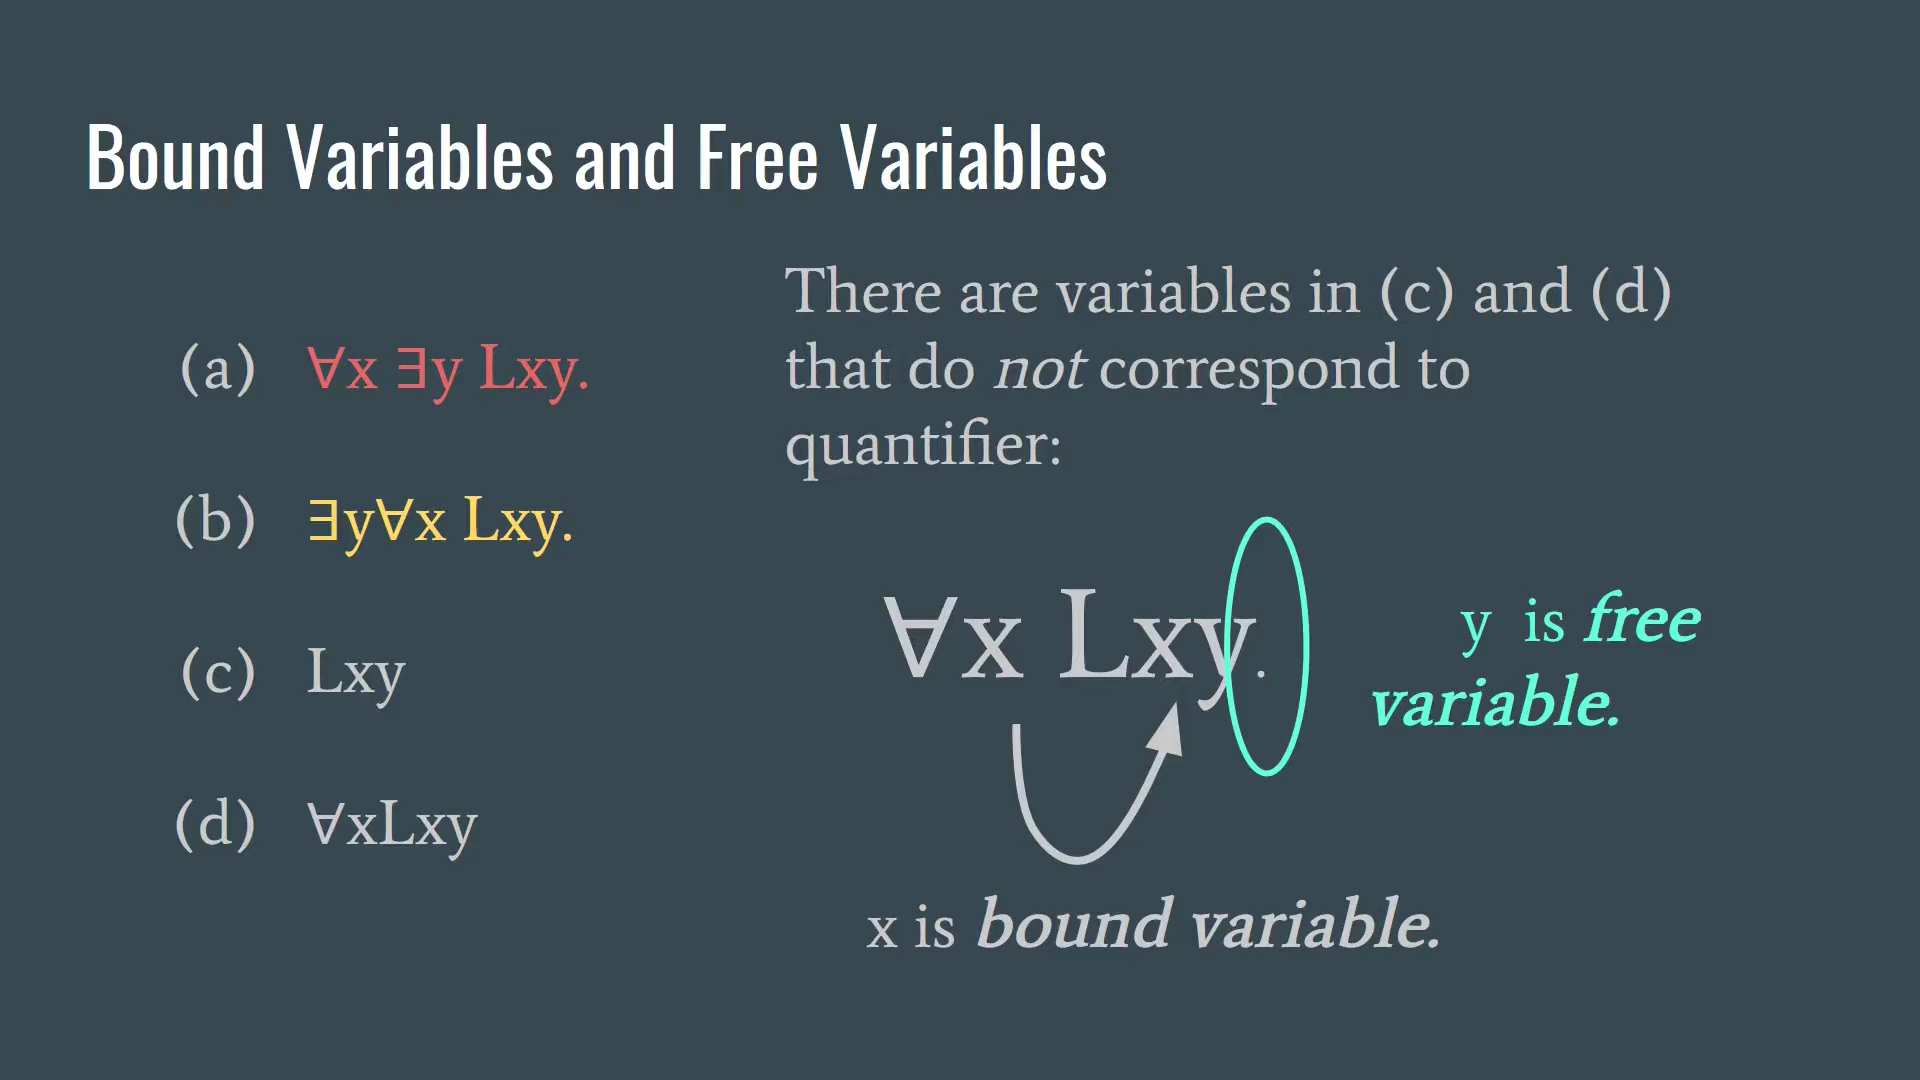 Bound Variables and Free Variables
(a) ∀x ∃y Lxy.
(b) ∃y∀x Lxy.
(c) Lxy
(d) ∀xLxy
There are variables in (c) and (d)
that do not correspond to
quantifier:
∀x Lxy.
y is free
variable.
x is bound variable.